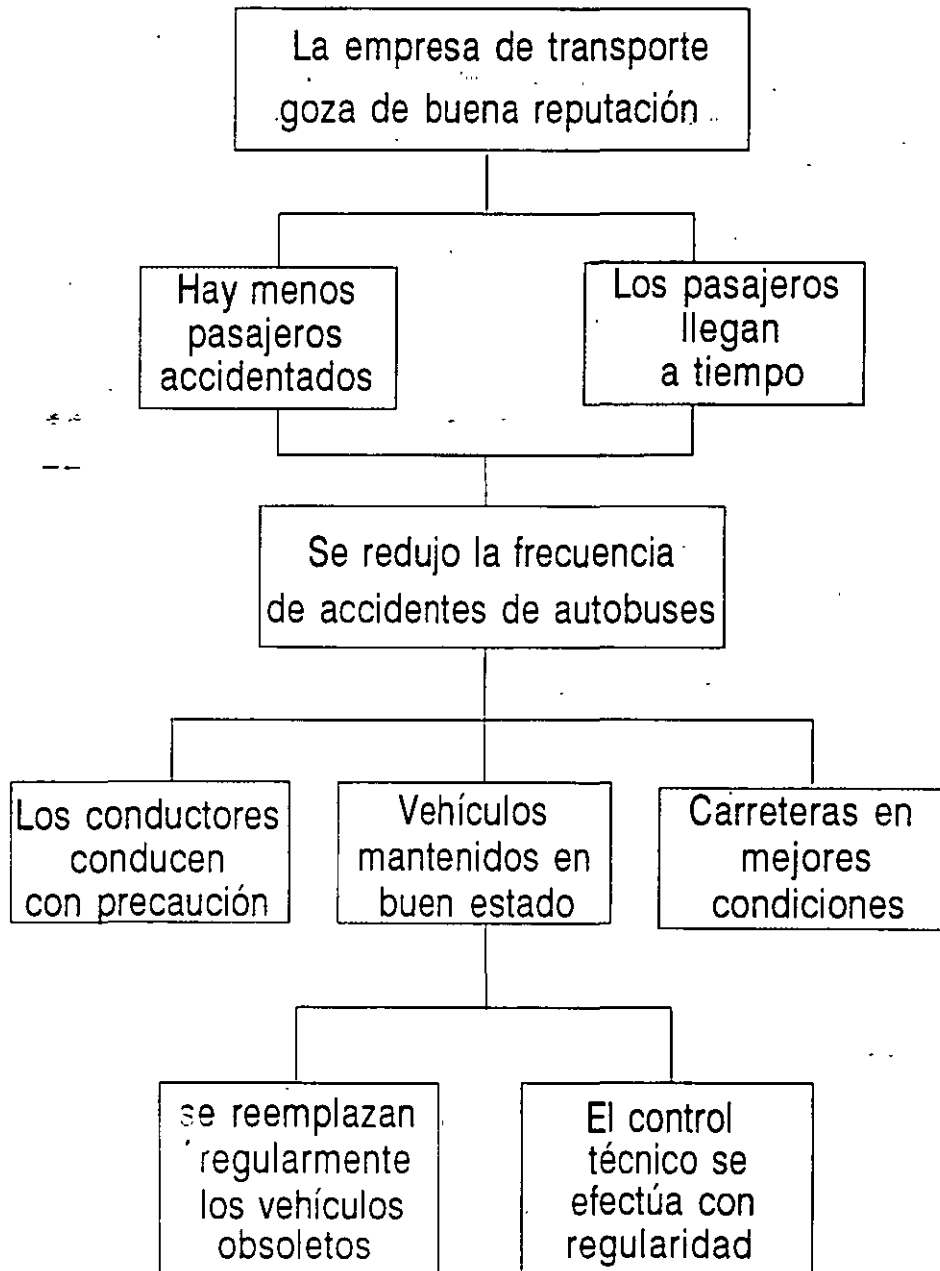 La empresa de transporte
goza de buena reputación
Hay menos
pasajeros
accidentados
Los pasajeros
llegan
a tiempo
Se redujo la frecuencia
de accidentes de autobuses
Los conductores
conducen
con precaución
Vehículos
mantenidos en
buen estado
Carreteras en
mejores
condiciones
se reemplazan
regularmente
los vehículos
obsoletos
El control
técnico se
efectúa con
regularidad